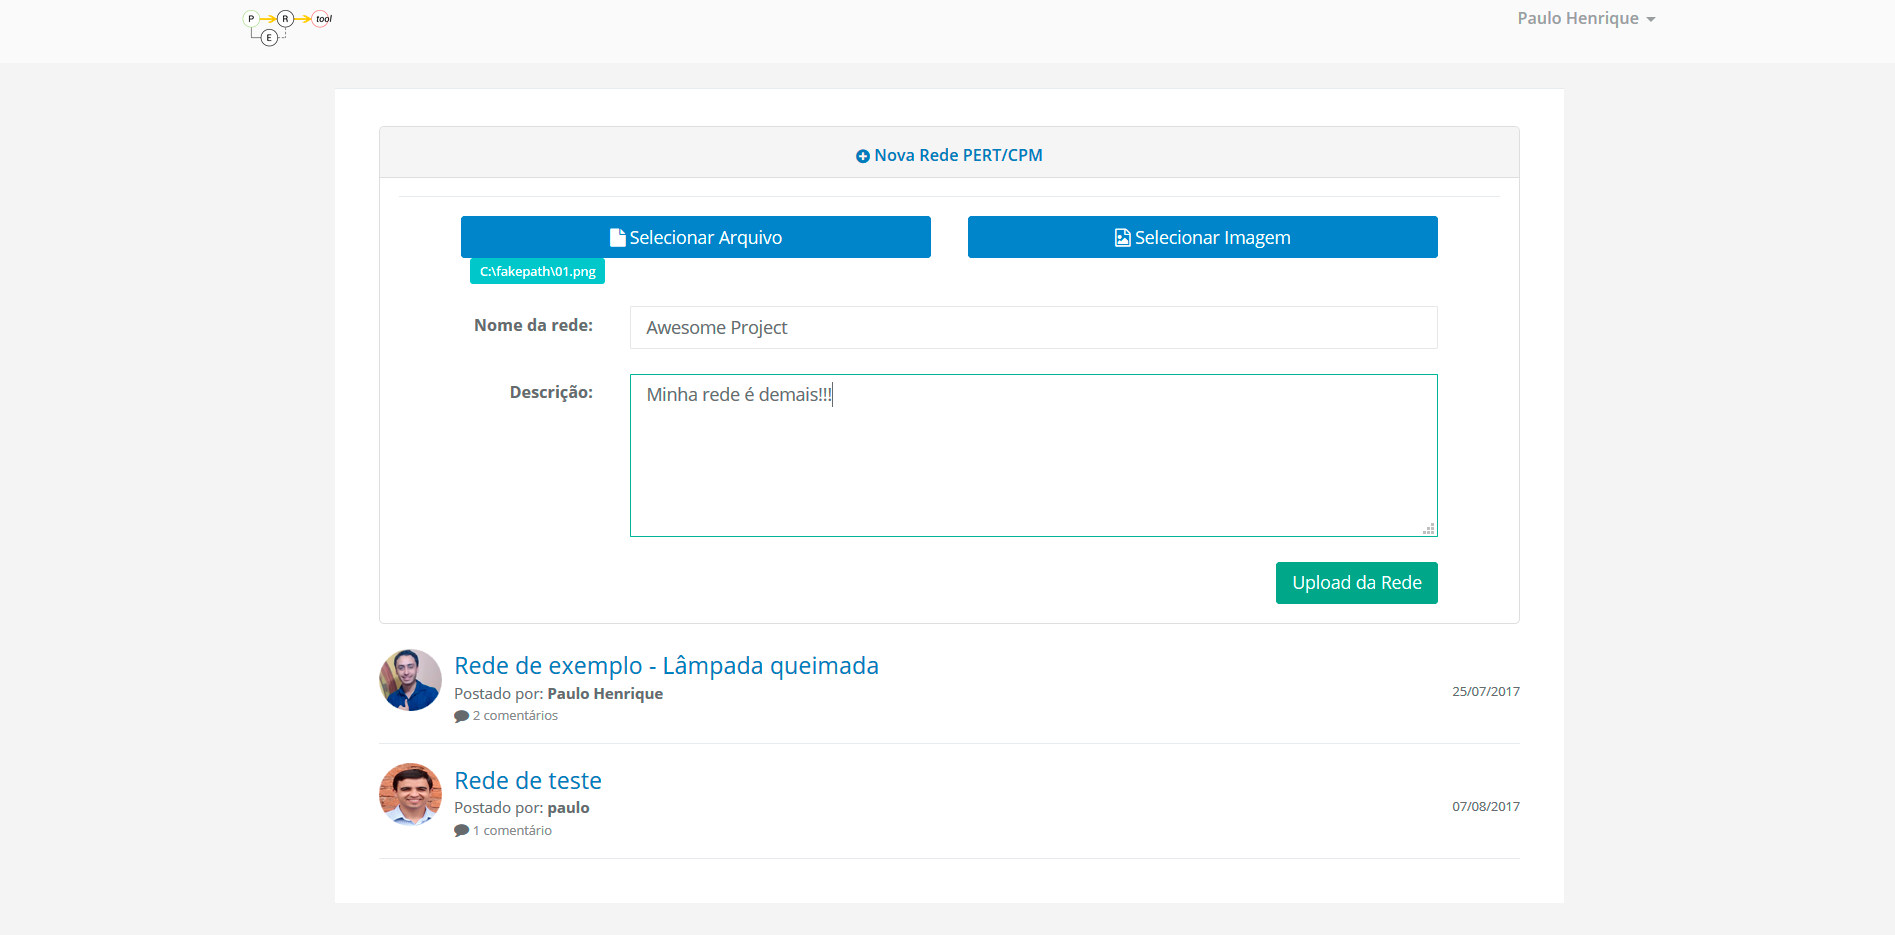 P R tool
E
Paulo Henrique
Nova Rede PERT/CPM
Selecionar Arquivo
Selecionar Imagem
C:\fakepath\01.png
Nome da rede:
Awesome Project
Descrição:
Minha rede é demais!!!
Upload da Rede
Rede de exemplo - Lâmpada queimada
Postado por: Paulo Henrique
25/07/2017
2 comentários
Rede de teste
Postado por: paulo
07/08/2017
1 comentário